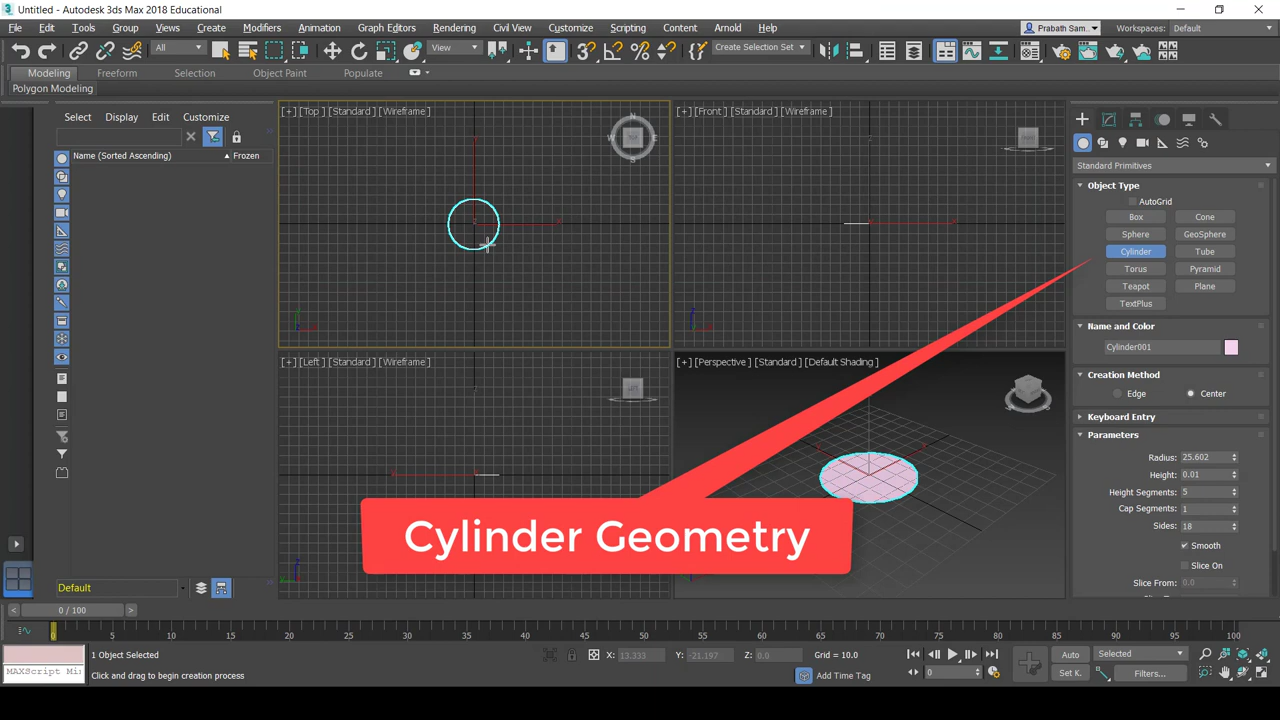 Untitled - Autodesk 3ds Max 2018 Educational
File Edit Tools Group Views Create Modifiers Animation Graph Editors Rendering Civil View Customize Scripting Content Arnold Help Prabath Sam... Workspaces: Default
All View Create Selection Set
Modeling Freeform Selection Object Paint Populate
Polygon Modeling
Select Display Edit Customize
Name (Sorted Ascending) Frozen
[+] [Top] [Standard] [Wireframe]
[+] [Front] [Standard] [Wireframe]
[+] [Left] [Standard] [Wireframe]
[+] [Perspective] [Standard] [Default Shading]
Standard Primitives
Object Type
AutoGrid
Box Cone
Sphere GeoSphere
Cylinder Tube
Torus Pyramid
Teapot Plane
TextPlus
Name and Color
Cylinder001
Creation Method
Edge Center
Keyboard Entry
Parameters
Radius: 25.602
Height: 0.01
Height Segments: 5
Cap Segments: 1
Sides: 18
Smooth
Slice On
Slice From: 0.0
Cylinder Geometry
Default
0 / 100
0 5 10 15 20 25 30 35 40 45 50 55 60 65 70 75 80 85 90 95 100
1 Object Selected X: 13.333 Y: -21.197 Z: 0.0 Grid = 10.0 Auto Selected
MAXScript Mi: Click and drag to begin creation process Add Time Tag 0 Set K. Filters...